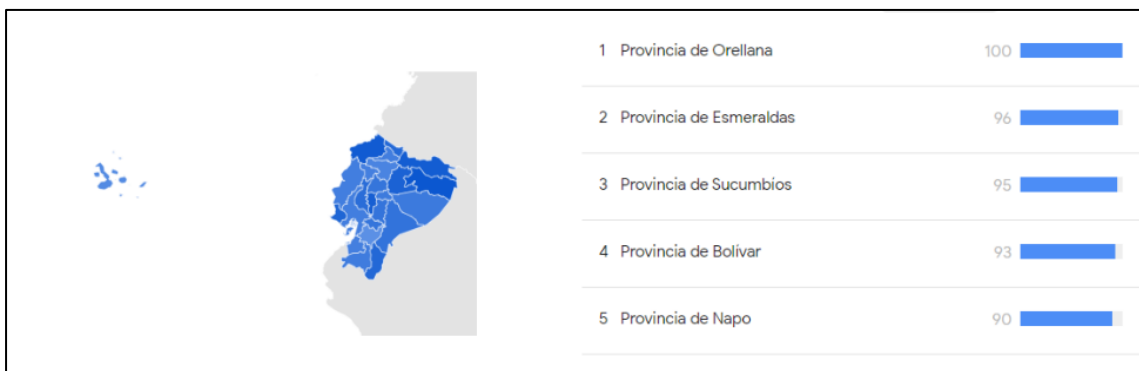 1 Provincia de Orellana 100
2 Provincia de Esmeraldas 96
3 Provincia de Sucumbíos 95
4 Provincia de Bolívar 93
5 Provincia de Napo 90